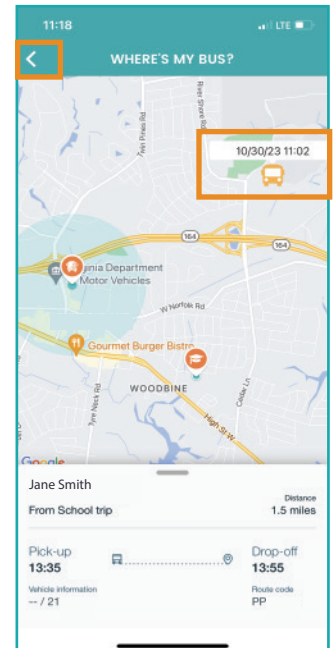 11:18
LTE
WHERE'S MY BUS?
River Shore Rd
Twin Pines Rd
10/30/23 11:02
164
164
inia Department
Motor Vehicles
W Norfolk Rd
Gourmet Burger Bistro
WOODBINE
Cedar Ln
Tyre Neck Rd
High St W
Google
Jane Smith
Distance
From School trip
1.5 miles
Pick-up
Drop-off
13:35
13:55
Vehicle information
Route code
-- / 21
PP